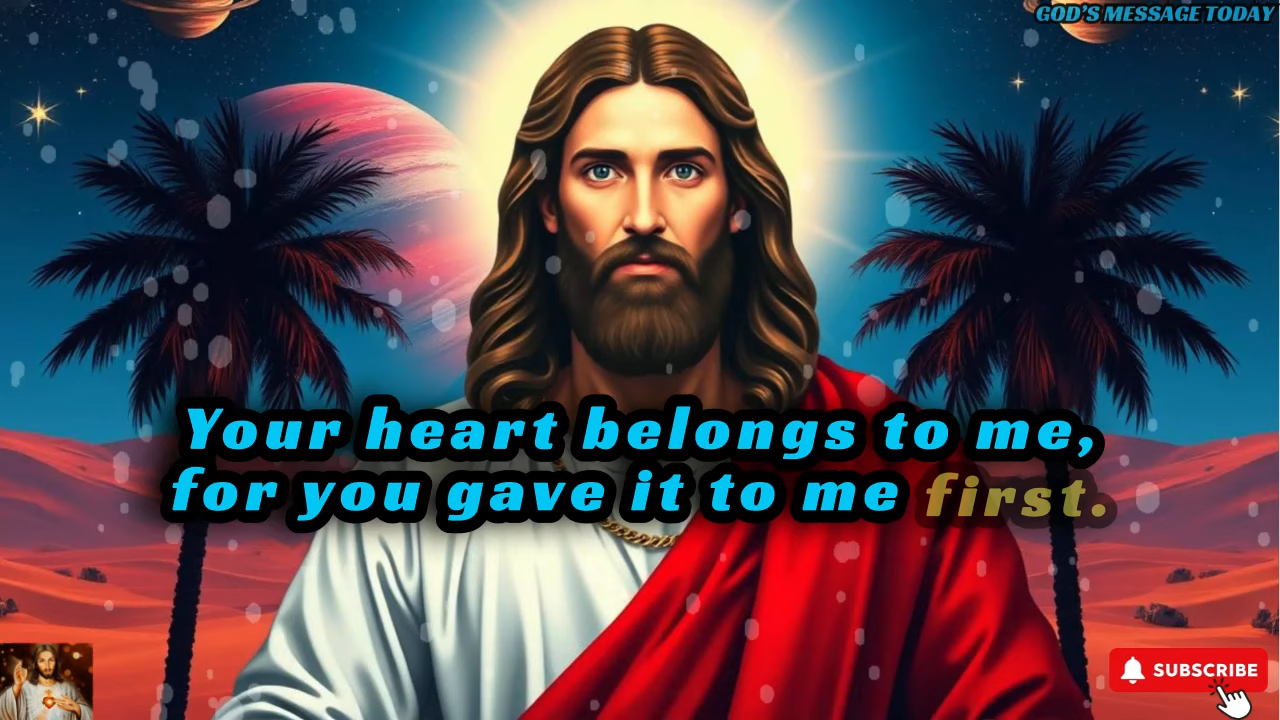 GOD'S MESSAGE TODAY
Your heart belongs to me,
for you gave it to me first.
SUBSCRIBE